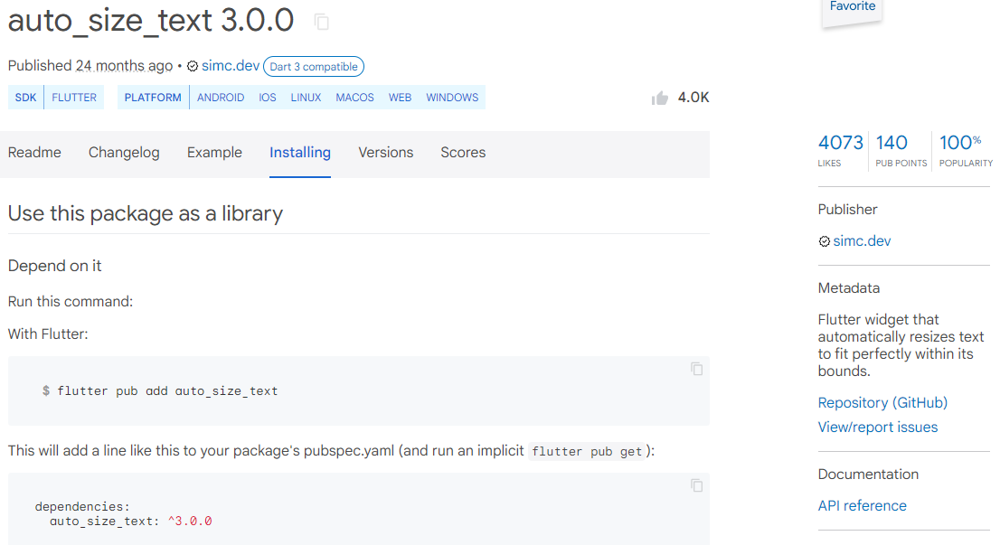 auto_size_text 3.0.0
Published 24 months ago • simc.dev Dart 3 compatible
SDK FLUTTER PLATFORM ANDROID IOS LINUX MACOS WEB WINDOWS
4.0K
Readme Changelog Example Installing Versions Scores
Use this package as a library
Depend on it
Run this command:
With Flutter:
$ flutter pub add auto_size_text
This will add a line like this to your package's pubspec.yaml (and run an implicit flutter pub get):
dependencies:
  auto_size_text: ^3.0.0
Favorite
4073 140 100%
LIKES PUB POINTS POPULARITY
Publisher
simc.dev
Metadata
Flutter widget that
automatically resizes text
to fit perfectly within its
bounds.
Repository (GitHub)
View/report issues
Documentation
API reference